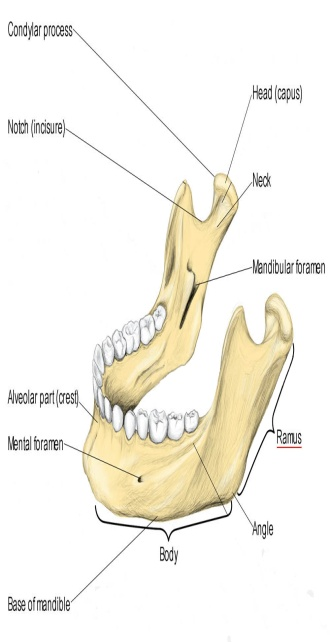 Condylar process
Head (capus)
Notch (incisure)
Neck
Mandibular foramen
Alveolar part (crest)
Mental foramen
Ramus
Angle
Body
Base of mandible